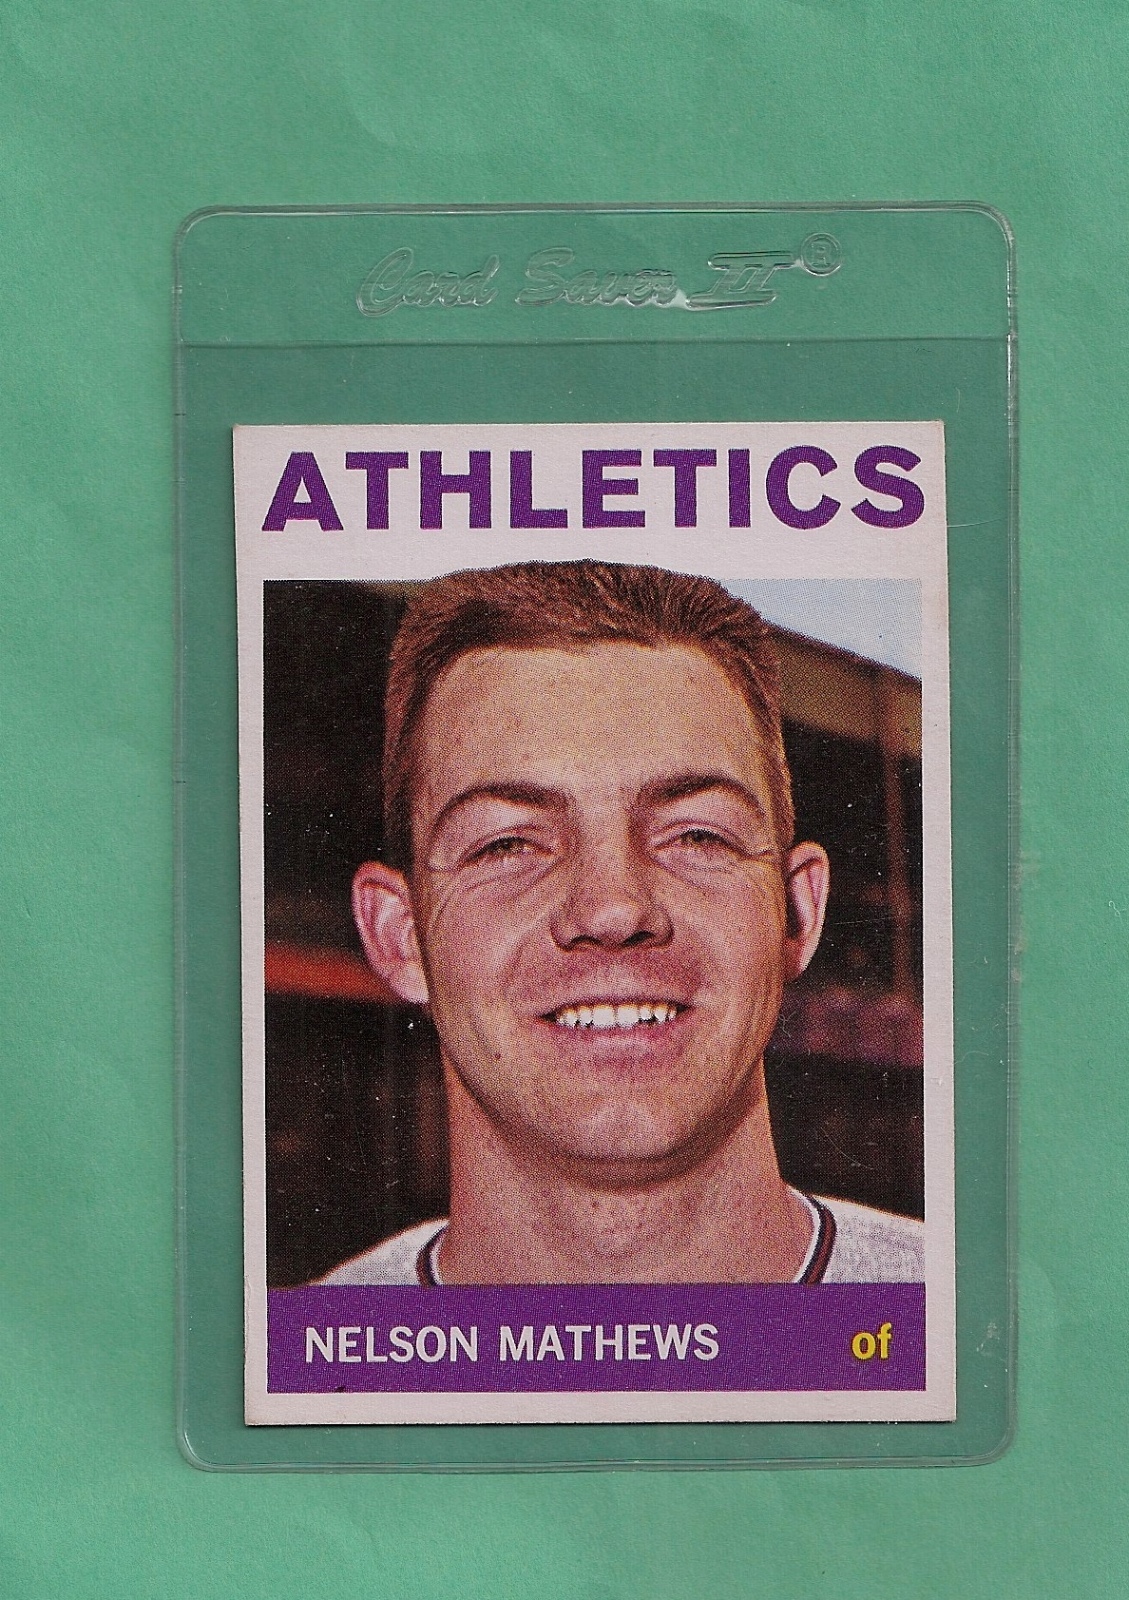 Card Saver II®
ATHLETICS
NELSON MATHEWS of